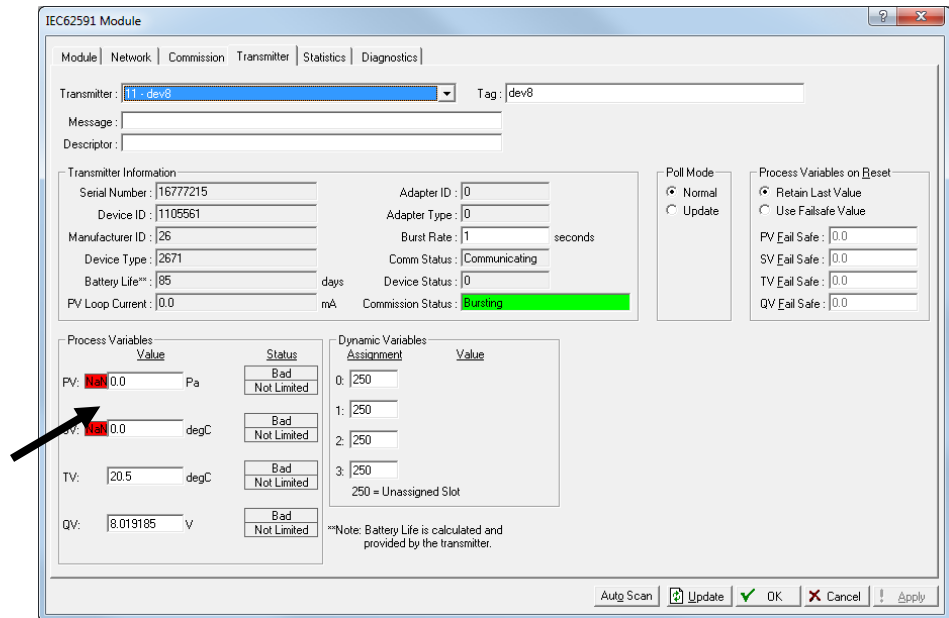 IEC62591 Module
Module Network Commission Transmitter Statistics Diagnostics
Transmitter : 11 - dev8 Tag : dev8
Message :
Descriptor :
Transmitter Information
Serial Number : 16777215 Adapter ID : 0
Device ID : 1105561 Adapter Type : 0
Manufacturer ID : 26 Burst Rate : 1 seconds
Device Type : 2671 Comm Status : Communicating
Battery Life** : 85 days Device Status : 0
PV Loop Current : 0.0 mA Commission Status : Bursting
Poll Mode
Normal
Update
Process Variables on Reset
Retain Last Value
Use Failsafe Value
PV Fail Safe : 0.0
SV Fail Safe : 0.0
TV Fail Safe : 0.0
QV Fail Safe : 0.0
Process Variables
Value Status
PV: NaN 0.0 Pa Bad
Not Limited
NaN 0.0 degC Bad
Not Limited
TV: 20.5 degC Bad
Not Limited
QV: 8.019185 V Bad
Not Limited
Dynamic Variables
Assignment Value
0: 250
1: 250
2: 250
3: 250
250 = Unassigned Slot
**Note: Battery Life is calculated and
provided by the transmitter.
Auto Scan Update OK Cancel ! Apply